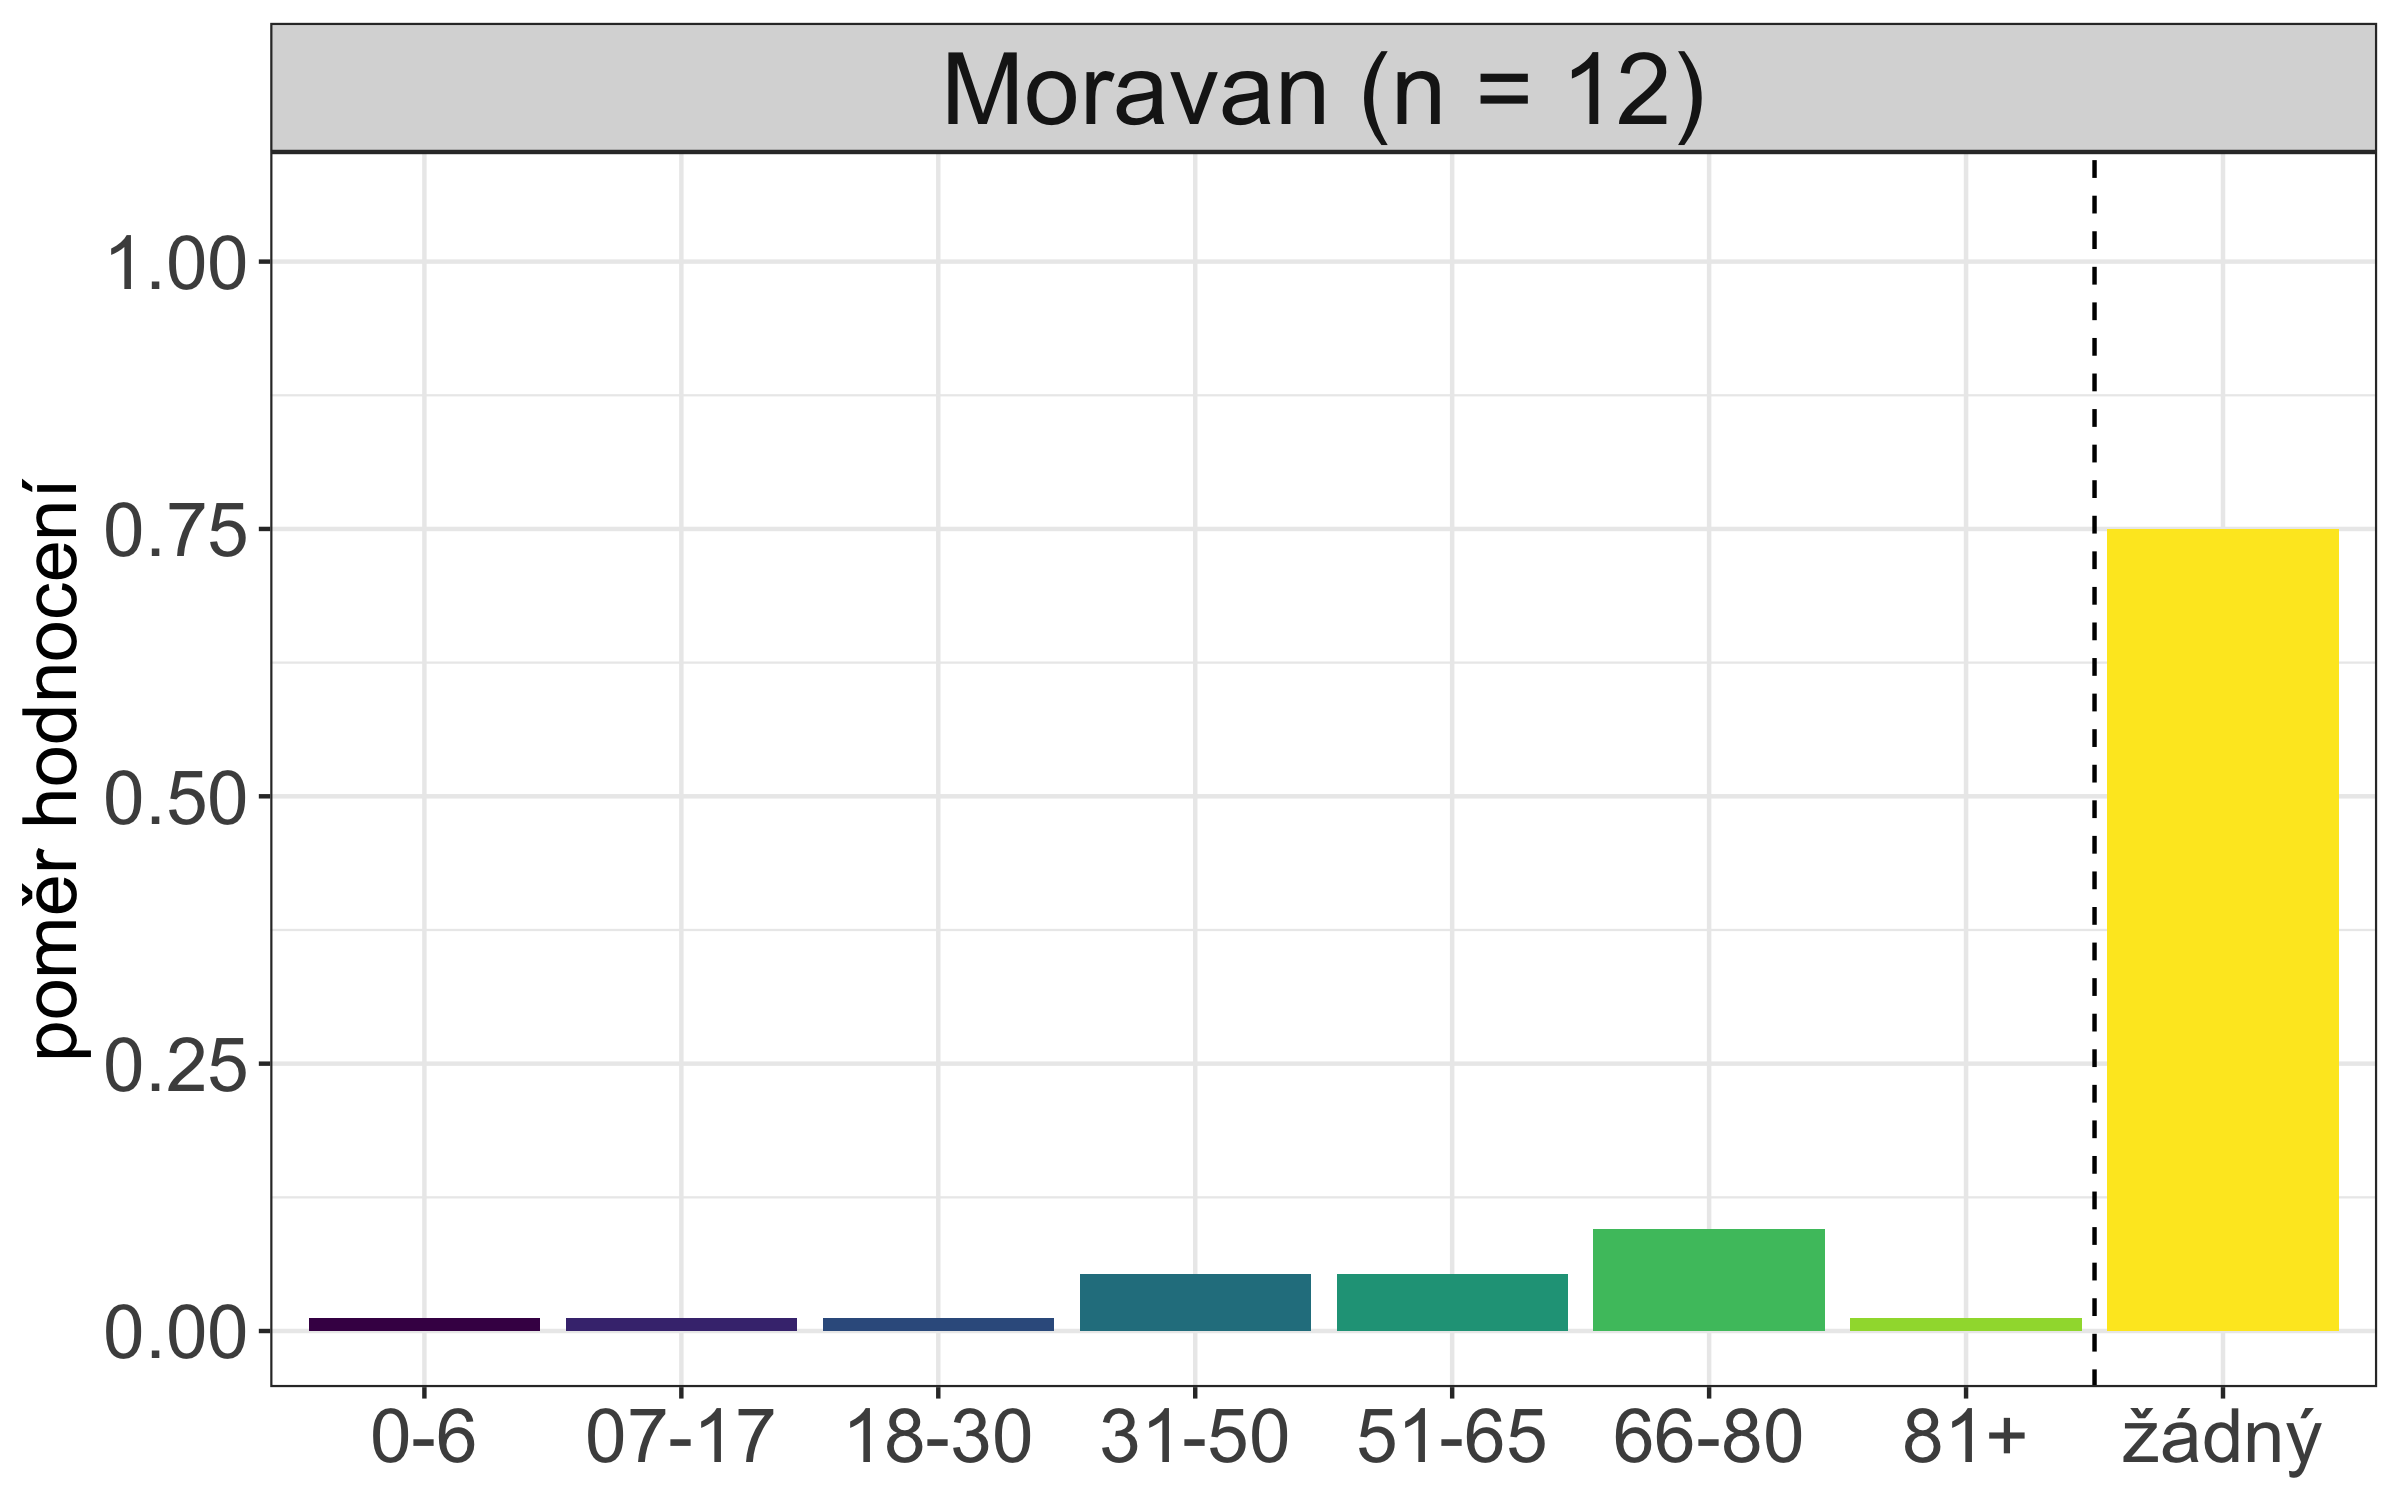 Moravan (n = 12)
poměr hodnocení
1.00
0.75
0.50
0.25
0.00
0-6 07-17 18-30 31-50 51-65 66-80 81+ žádný